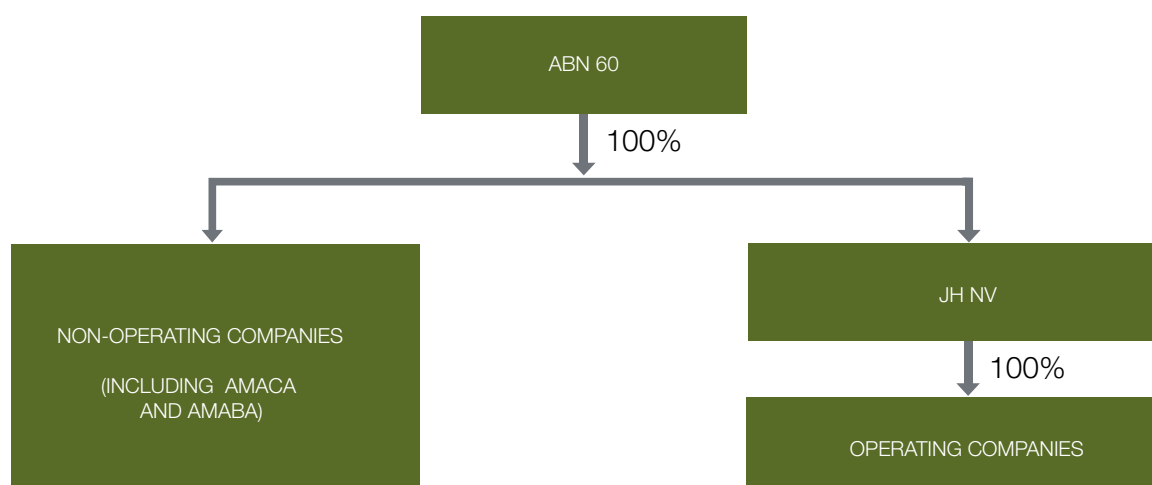 ABN 60
100%
JH NV
NON-OPERATING COMPANIES
(INCLUDING AMACA
AND AMABA)
100%
OPERATING COMPANIES